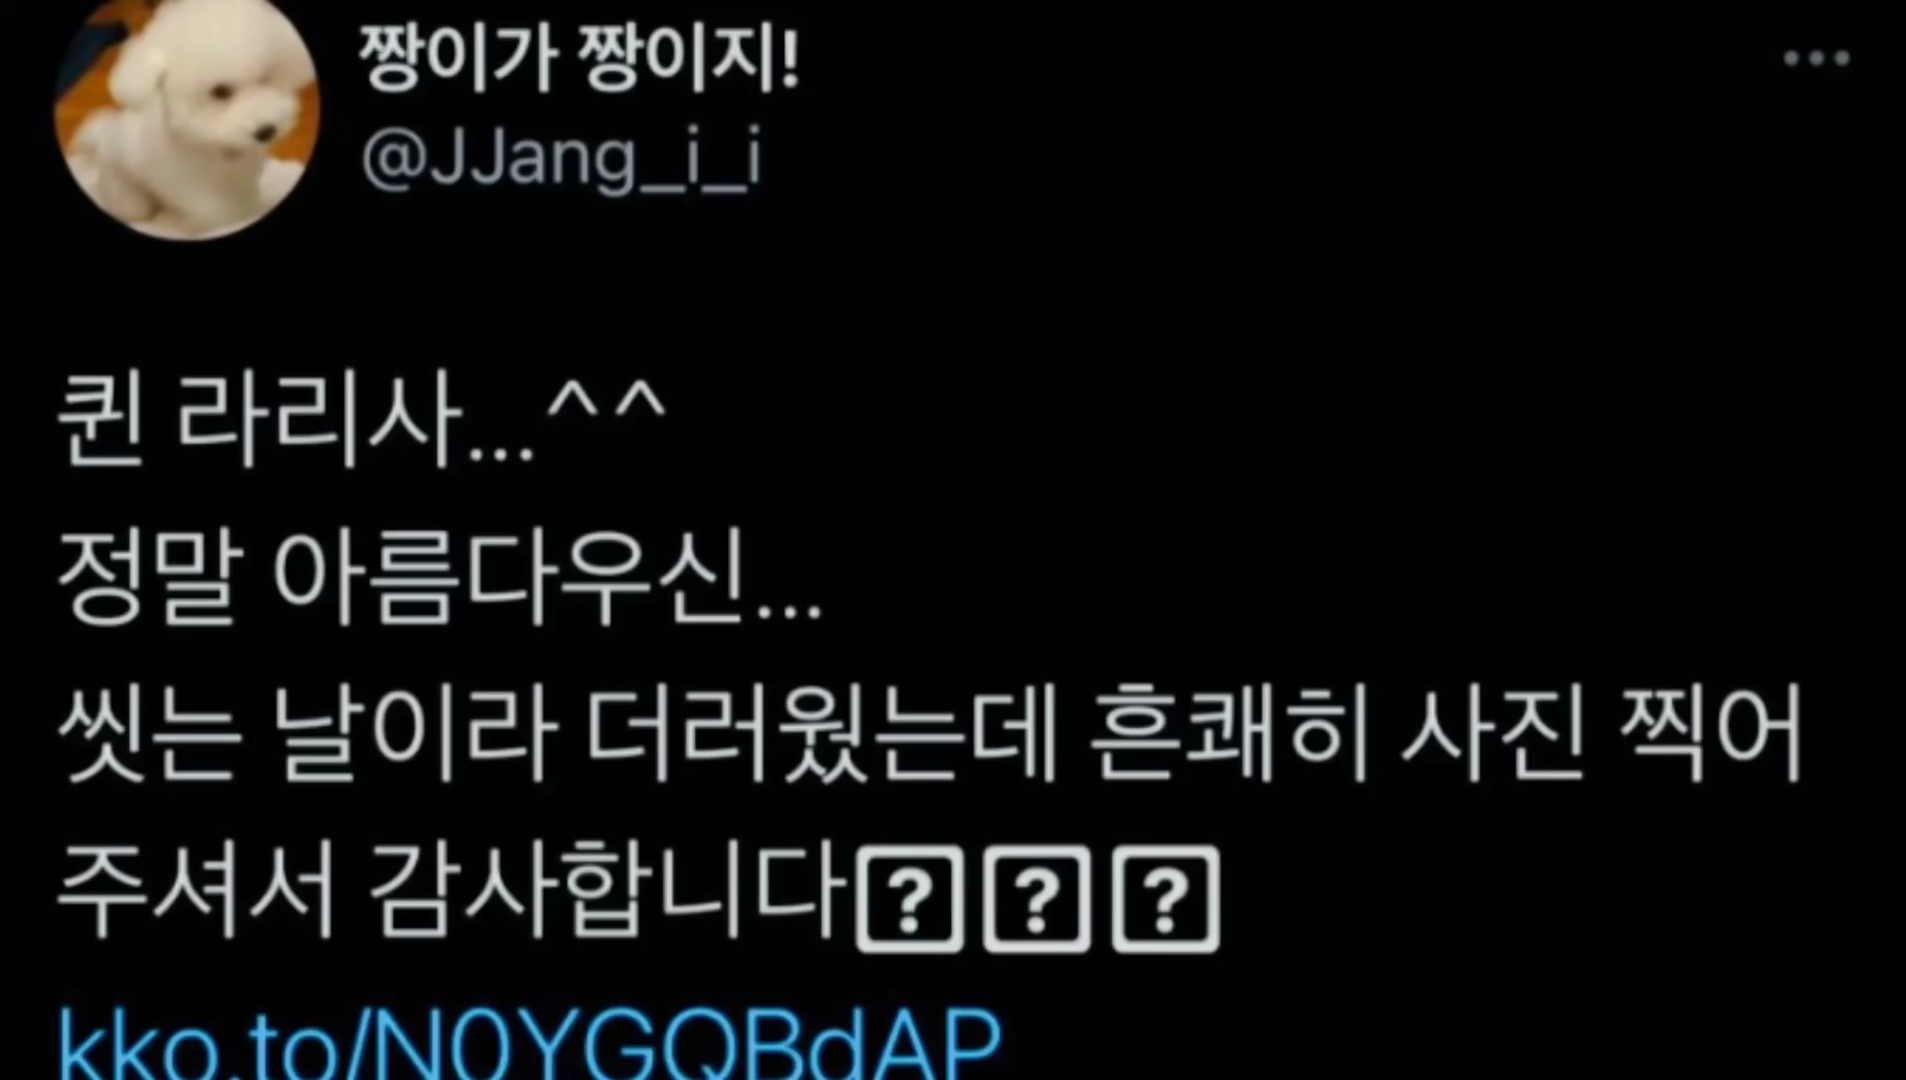 짱이가 짱이지!
@JJang_i_i
퀸 라리사...^^
정말 아름다우신...
씻는 날이라 더러웠는데 흔쾌히 사진 찍어
주셔서 감사합니다
kko.to/N0YGQBdAP